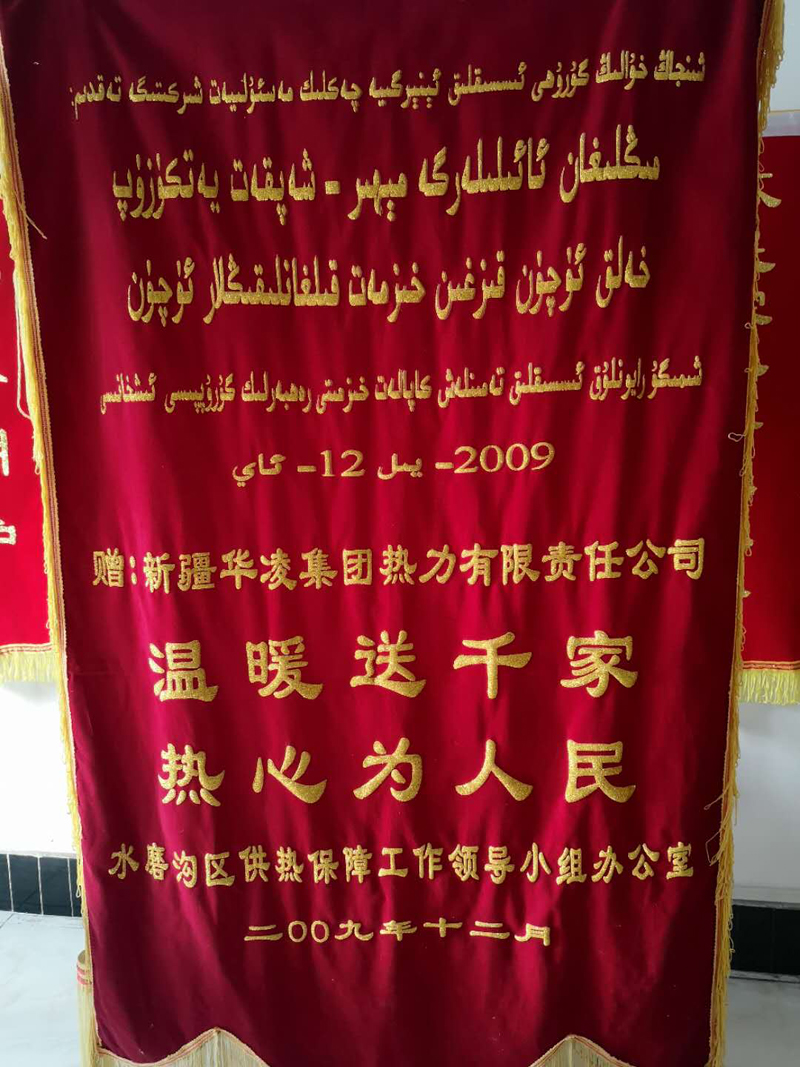 شىنجاڭ خۇالىڭ گۇرۇھى ئىسسىقلىق ئېنېرگىيە چەكلىك مەسئۇلىيەت شىركىتىگە تەقدىم:
مىڭلىغان ئائىلىلەرگە مېھىر - شەپقەت يەتكۈزۈپ
خەلق ئۈچۈن قىزغىن خىزمەت قىلغانلىقىڭلار ئۈچۈن
شىمىگۇ رايونلۇق ئىسسىقلىق تەمىنلەش كاپالەت خىزمىتى رەھبەرلىك گۇرۇپپىسى ئىشخانىسى
2009- يىل 12- ئاي
赠:新疆华凌集团热力有限责任公司
温暖送千家
热心为人民
水磨沟区供热保障工作领导小组办公室
二00九年十二月